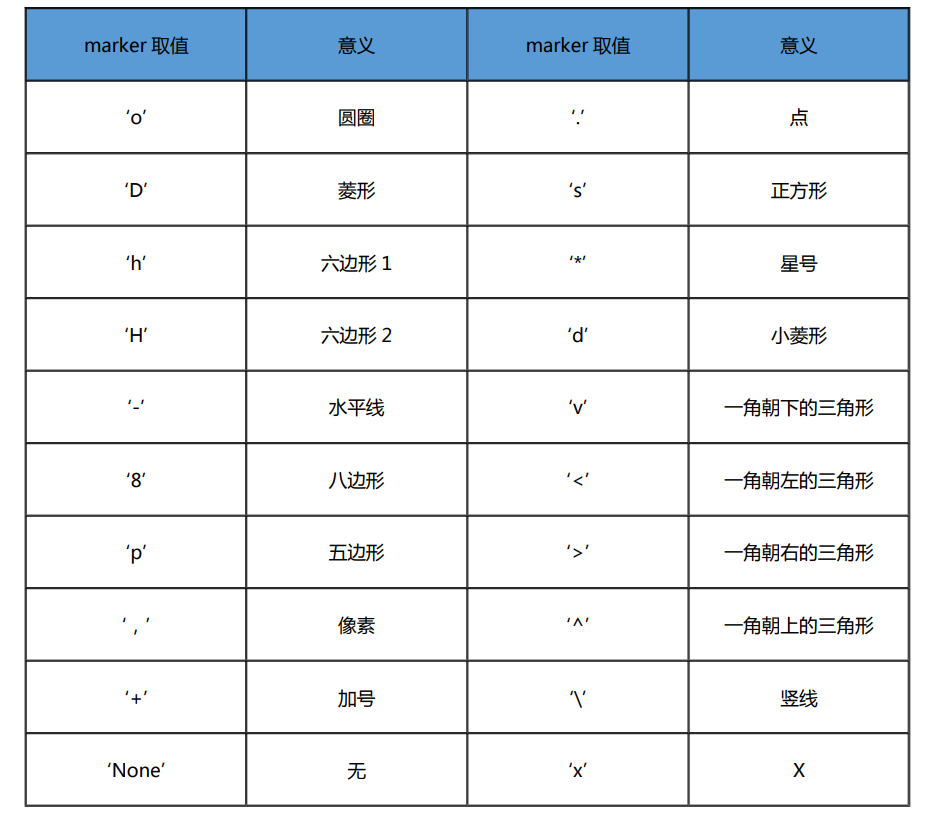 marker 取值 意义 marker 取值 意义
‘o’ 圆圈 ‘.’ 点
‘D’ 菱形 ‘s’ 正方形
‘h’ 六边形 1 ‘*’ 星号
‘H’ 六边形 2 ‘d’ 小菱形
‘-’ 水平线 ‘v’ 一角朝下的三角形
‘8’ 八边形 ‘<’ 一角朝左的三角形
‘p’ 五边形 ‘>’ 一角朝右的三角形
‘ , ’ 像素 ‘^’ 一角朝上的三角形
‘+’ 加号 ‘\’ 竖线
‘None’ 无 ‘x’ X